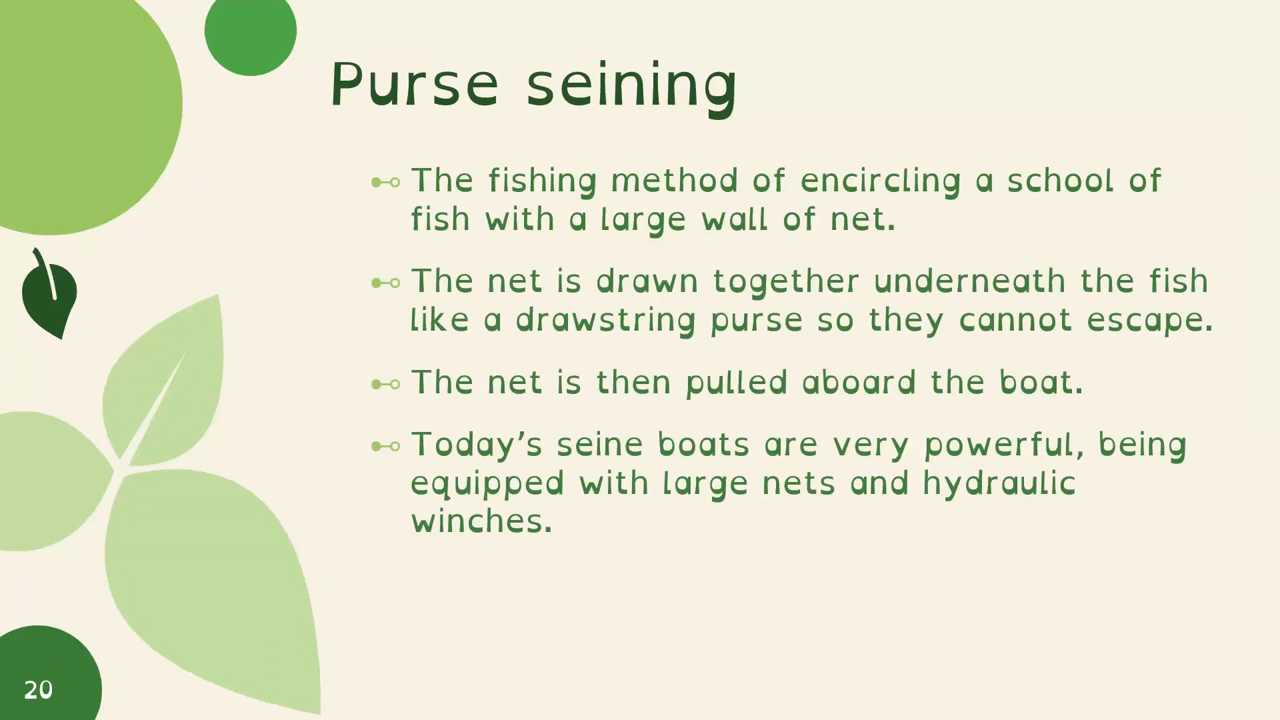 Purse seining
The fishing method of encircling a school of
fish with a large wall of net.
The net is drawn together underneath the fish
like a drawstring purse so they cannot escape.
The net is then pulled aboard the boat.
Today’s seine boats are very powerful, being
equipped with large nets and hydraulic
winches.
20